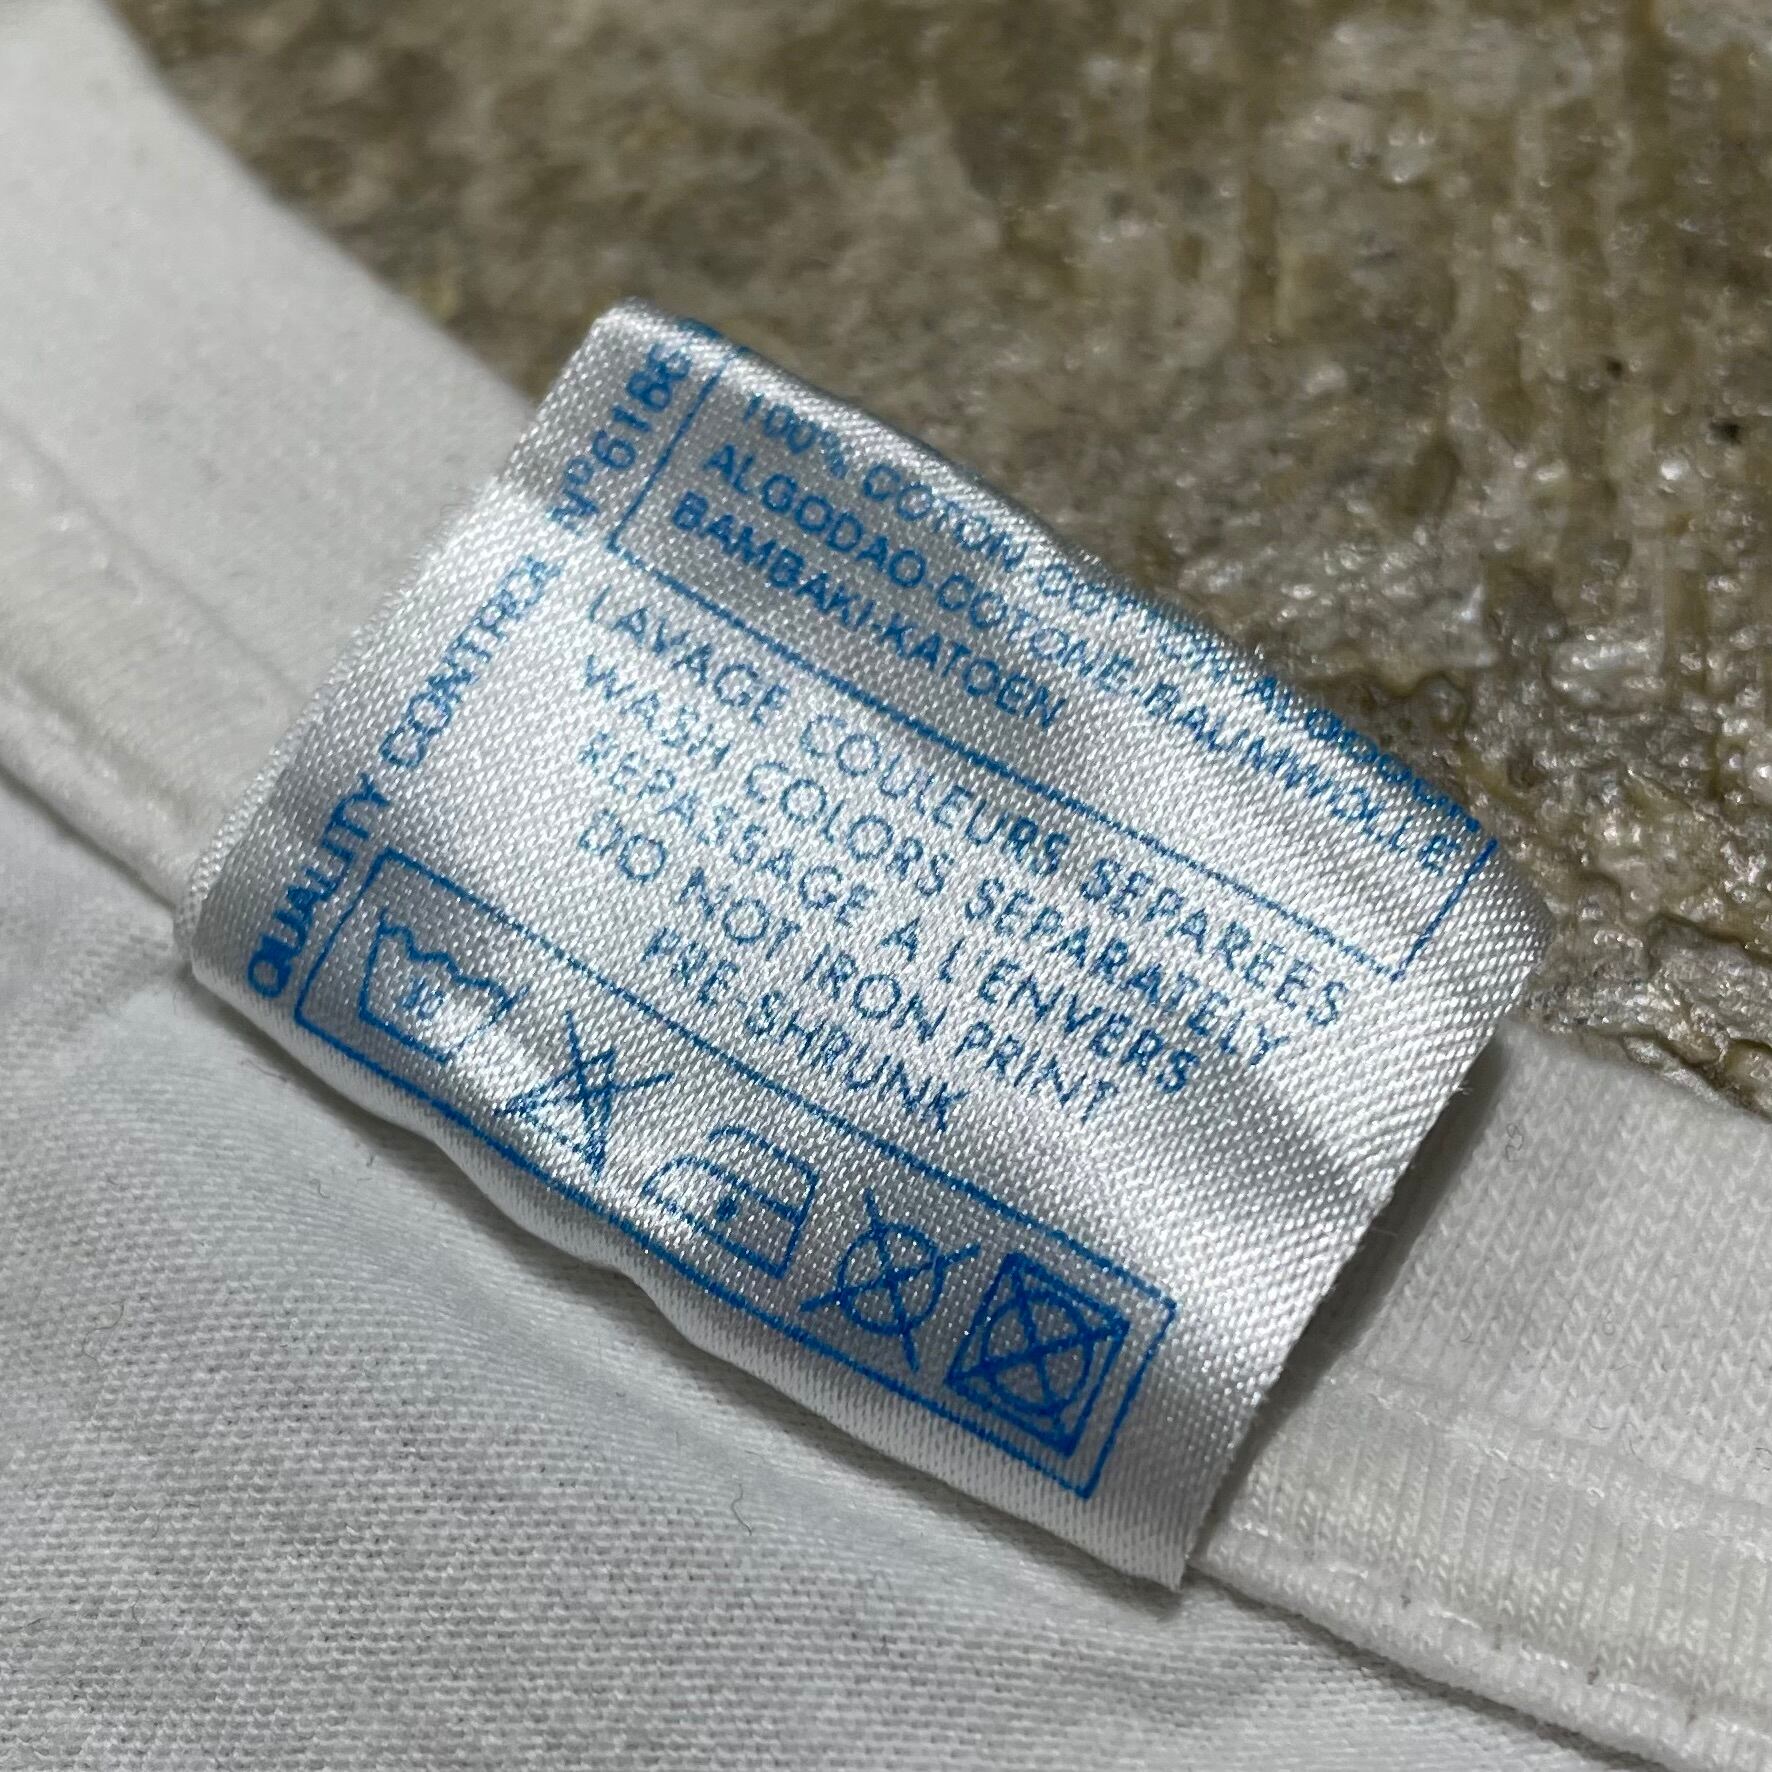 100% COTON-COTTON-ALGODON
ALGODAO-COTONE-BAUMWOLLE
BAMBAKI-KATOEN
LAVAGE COULEURS SEPAREES
WASH COLORS SEPARATELY
REPASSAGE A L'ENVERS
DO NOT IRON PRINT
PRE-SHRUNK
QUALITY CONTROL